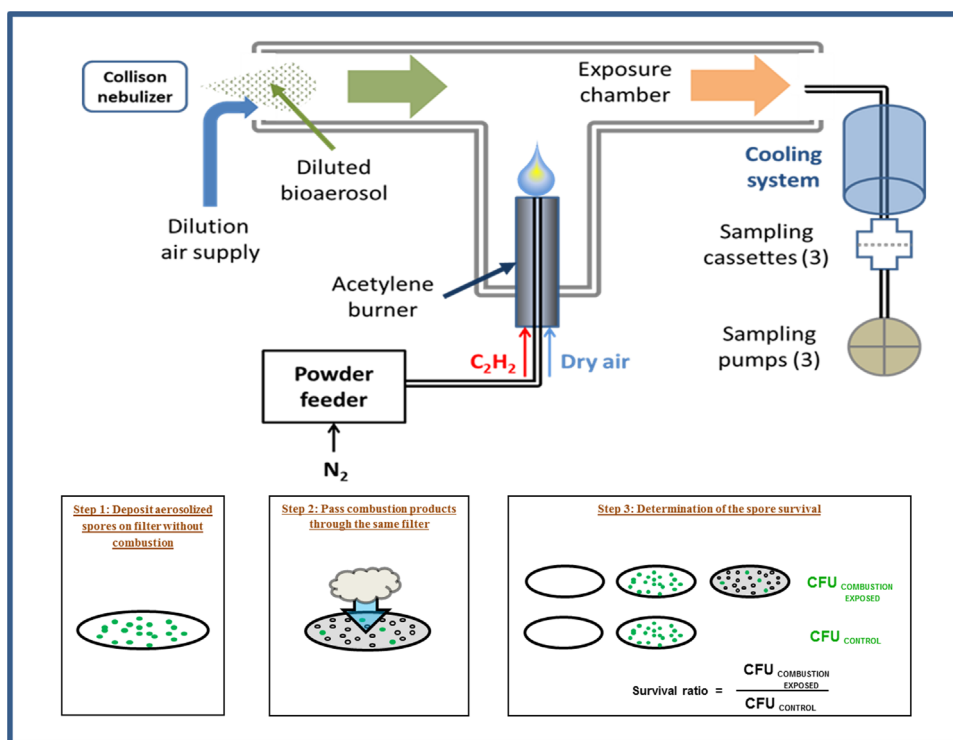 Collison
nebulizer
Exposure
chamber
Diluted
bioaerosol
Dilution
air supply
Cooling
system
Sampling
cassettes (3)
Acetylene
burner
Sampling
pumps (3)
C₂H₂
Dry air
Powder
feeder
N₂
Step 1: Deposit aerosolized
spores on filter without
combustion
Step 2: Pass combustion products
through the same filter
Step 3: Determination of the spore survival
CFU COMBUSTION
EXPOSED
CFU CONTROL
Survival ratio =
CFU COMBUSTION
EXPOSED
CFU CONTROL